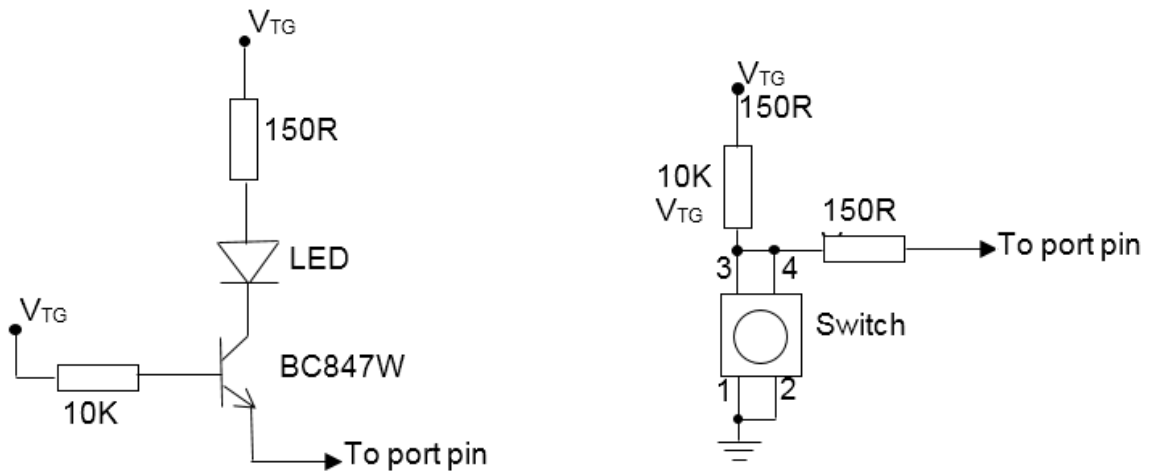 VTG
150R
LED
VTG
10K
BC847W
To port pin
VTG
150R
10K
VTG
150R
To port pin
3
4
Switch
1
2